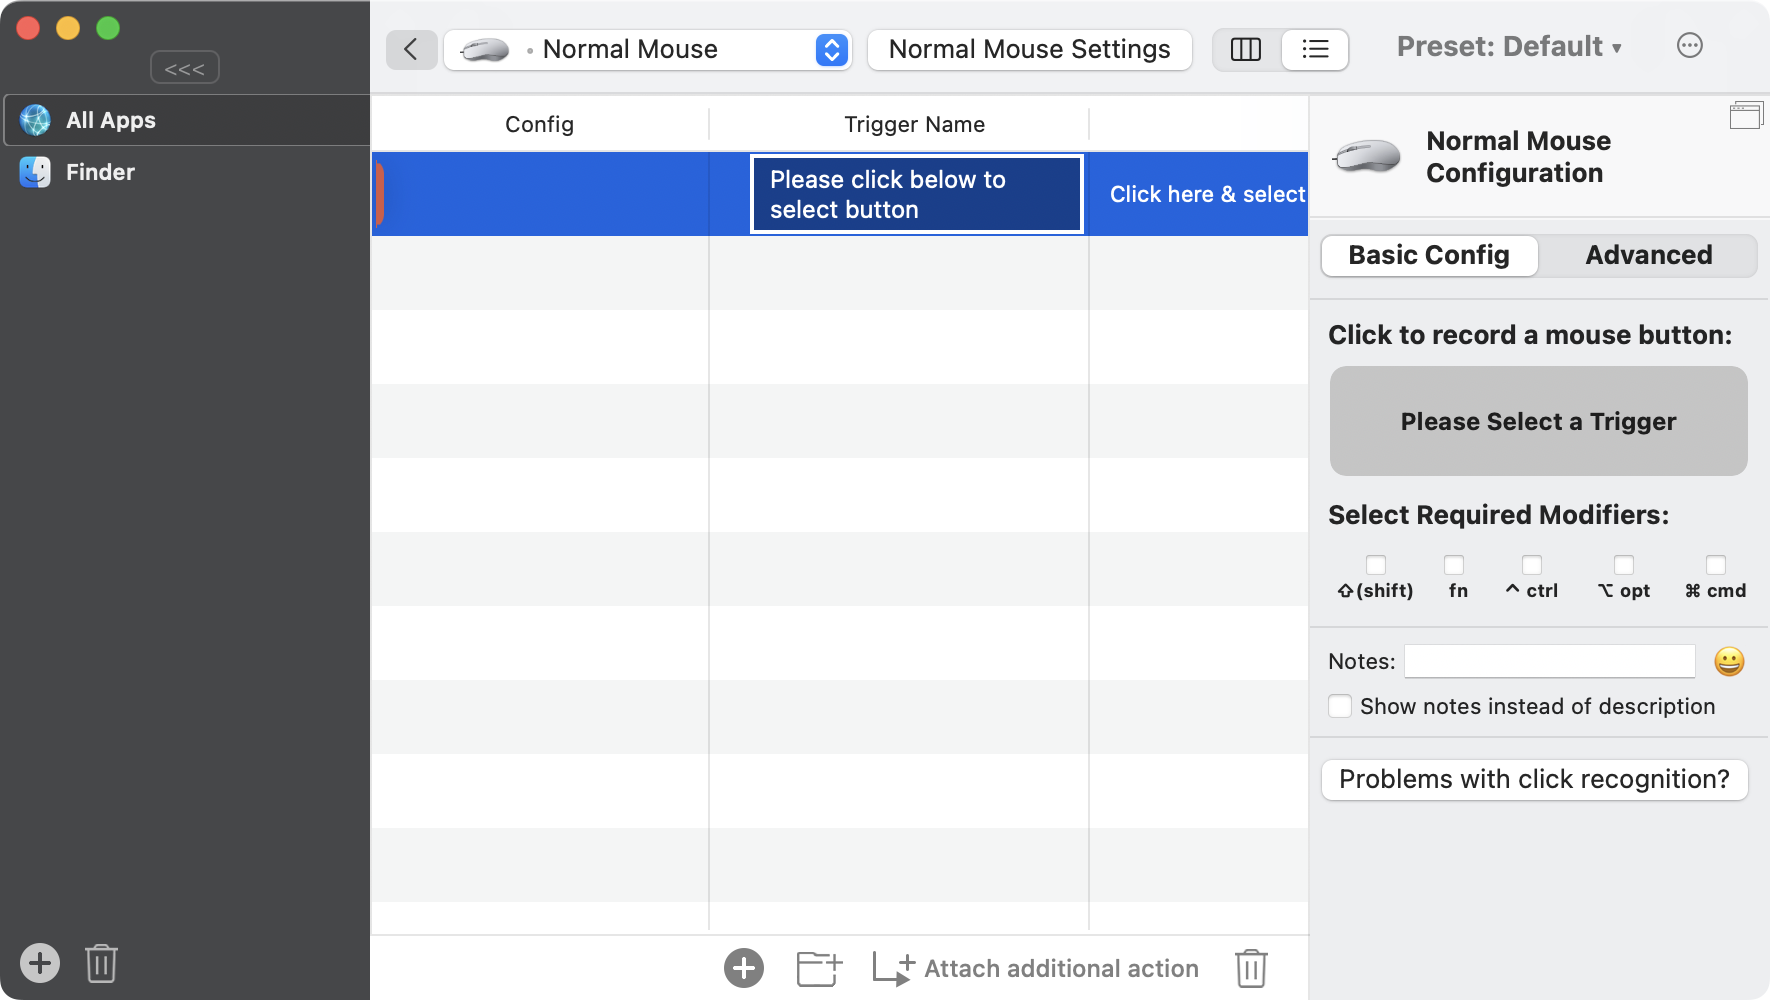 <<<
All Apps
Finder
Normal Mouse
Normal Mouse Settings
Preset: Default ▾
Config
Trigger Name
Please click below to
select button
Click here & select
Normal Mouse
Configuration
Basic Config
Advanced
Click to record a mouse button:
Please Select a Trigger
Select Required Modifiers:
⇧(shift) fn ^ ctrl ⌥ opt ⌘ cmd
Notes:
Show notes instead of description
Problems with click recognition?
Attach additional action